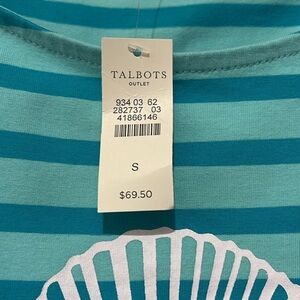 TALBOTS
OUTLET
934 03 62
282737 03
41866146
S
$69.50